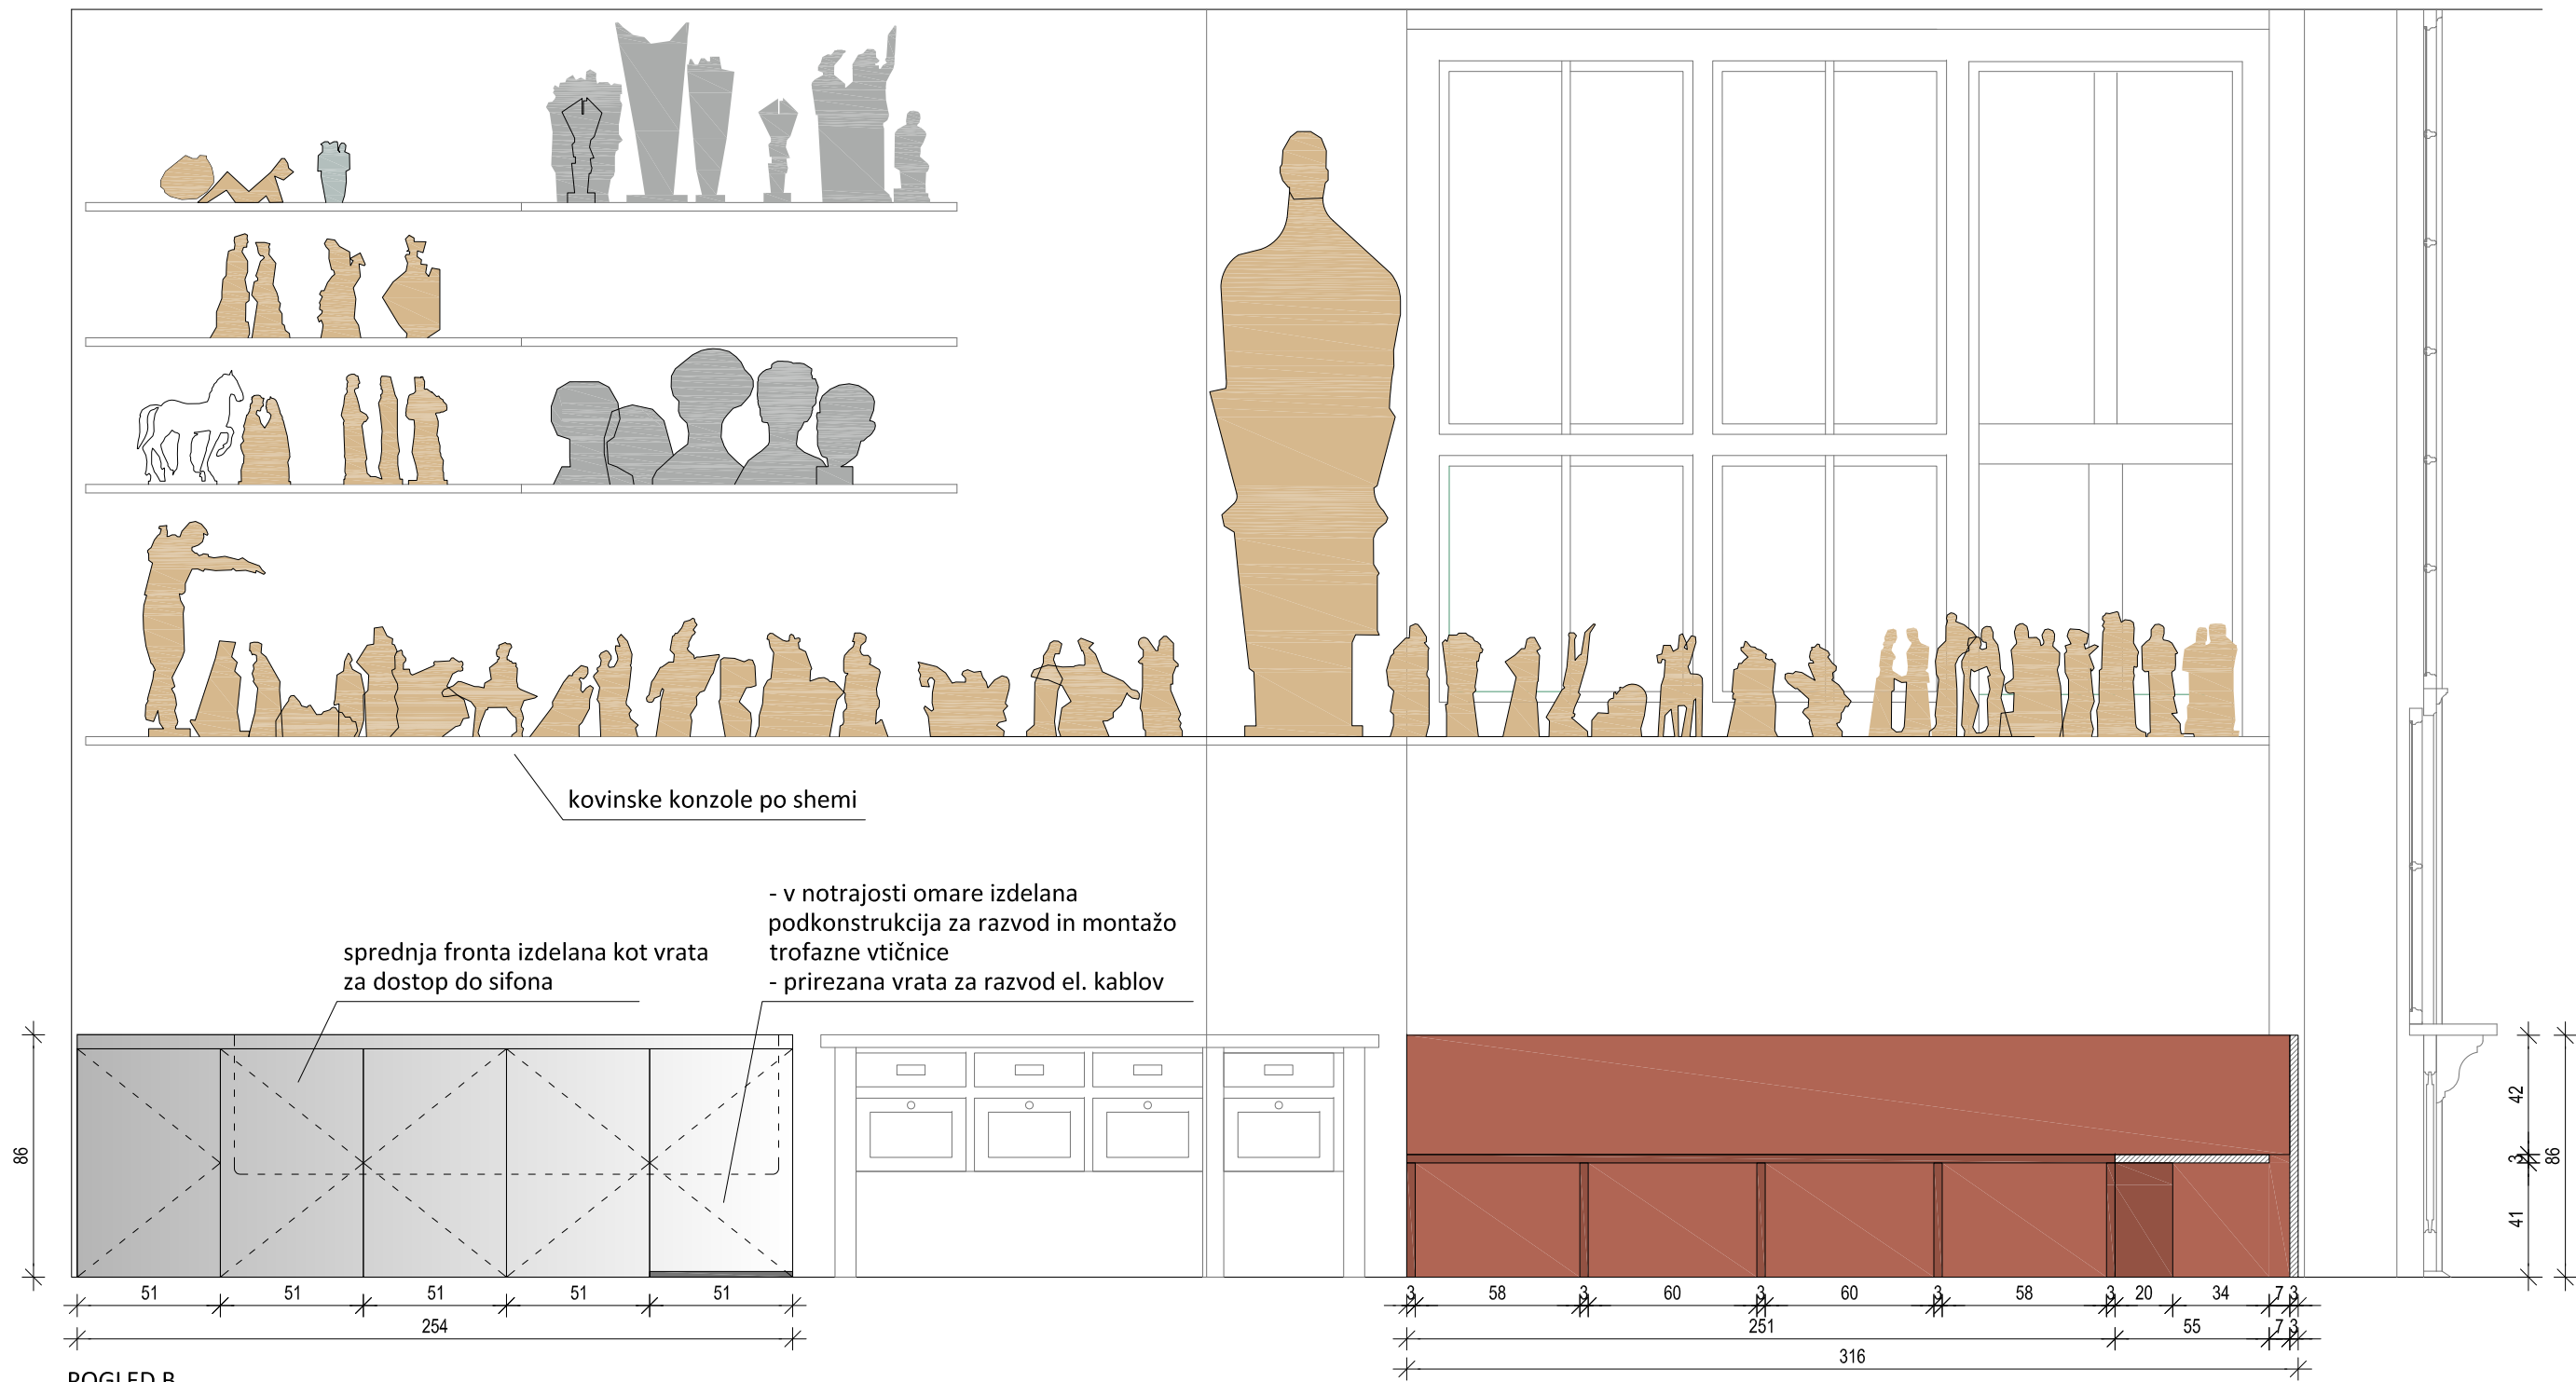 kovinske konzole po shemi
- v notrajosti omare izdelana
podkonstrukcija za razvod in montažo
trofazne vtičnice
- prirezana vrata za razvod el. kablov
sprednja fronta izdelana kot vrata
za dostop do sifona
86
42
3
86
41
51 51 51 51 51
254
3 58 3 60 3 60 3 58 3 20 34 7 3
251 55 7 3
316
POGLED B